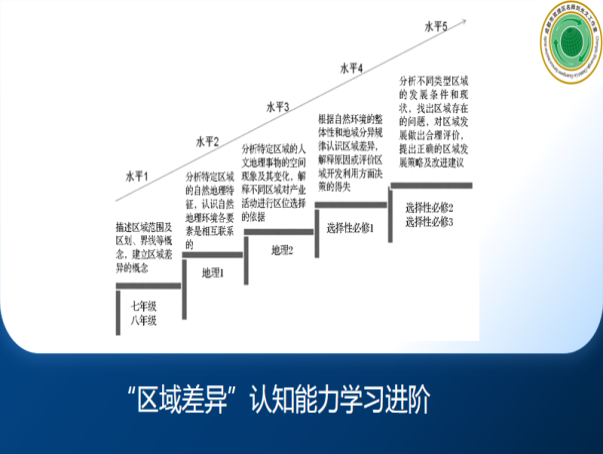 水平5
水平4
水平3
水平2
水平1
分析不同类型区域
的发展条件和现
状，找出区域存在
的问题，对区域发
展做出合理评价，
提出正确的区域发
展策略及改进建议
根据自然环境的整
体性和地域分异规
律认识区域差异，
解释原因或评价区
域开发利用方面决
策的得失
分析特定区域的人
文地理事物的空间
现象及其变化，解
释不同区域对产业
活动进行区位选择
的依据
分析特定区域
的自然地理特
征，认识自然
地理环境各要
素是相互联系
的
描述区域范围及
区划、界线等概
念，建立区域差
异的概念
七年级
八年级
地理1
地理2
选择性必修1
选择性必修2
选择性必修3
“区域差异”认知能力学习进阶